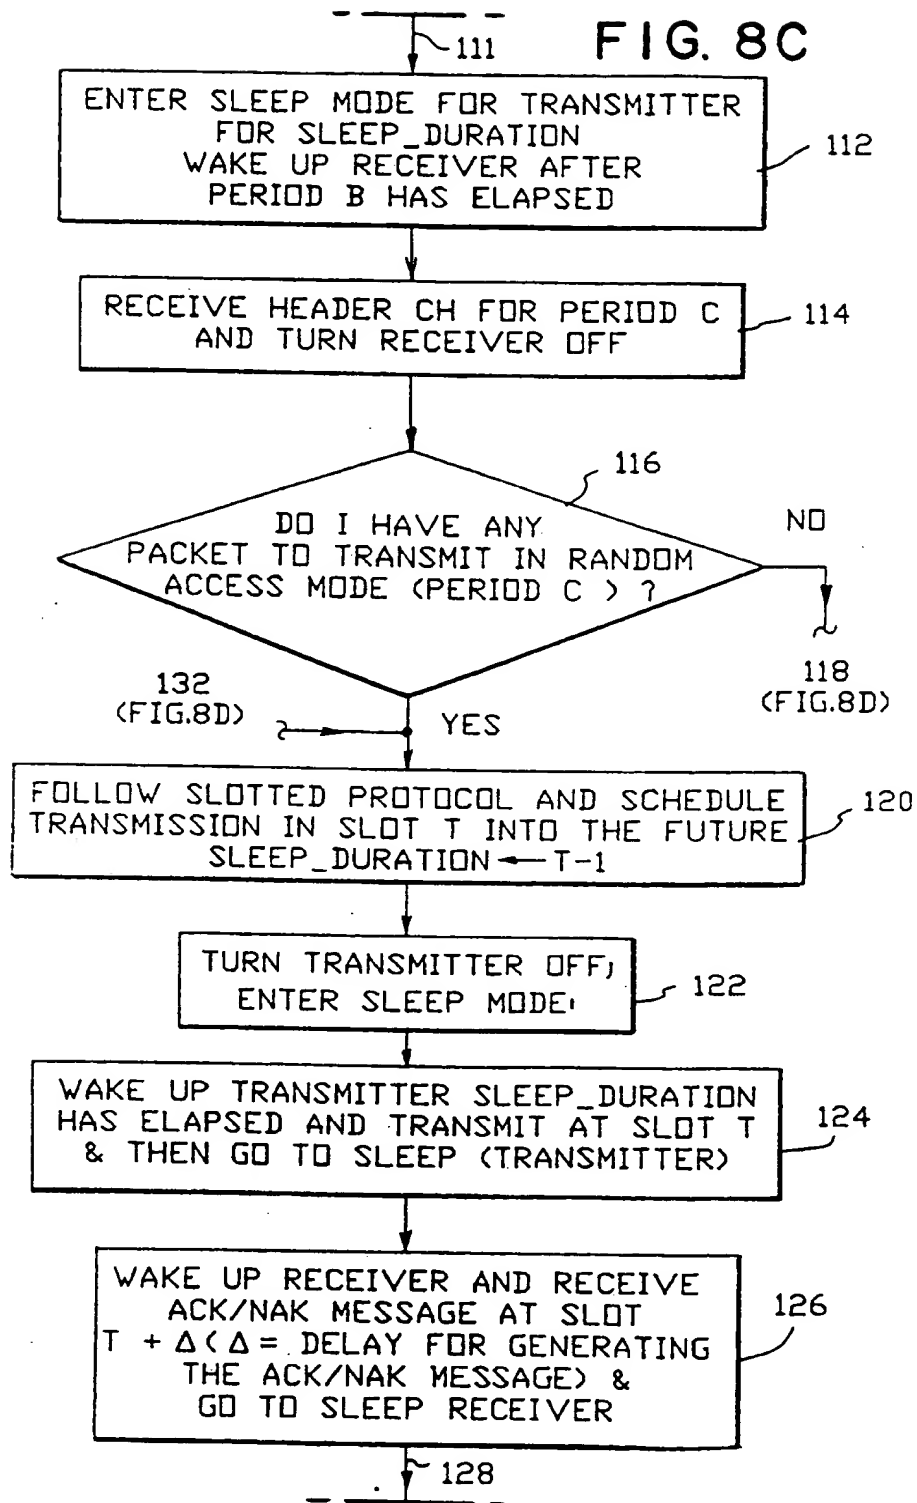 111
FIG. 8C
ENTER SLEEP MODE FOR TRANSMITTER
FOR SLEEP_DURATION
WAKE UP RECEIVER AFTER
PERIOD B HAS ELAPSED
112
RECEIVE HEADER CH FOR PERIOD C
AND TURN RECEIVER OFF
114
116
DO I HAVE ANY
PACKET TO TRANSMIT IN RANDOM
ACCESS MODE (PERIOD C ) ?
NO
118
(FIG.8D)
132
(FIG.8D)
YES
FOLLOW SLOTTED PROTOCOL AND SCHEDULE
TRANSMISSION IN SLOT T INTO THE FUTURE
SLEEP_DURATION ← T-1
120
TURN TRANSMITTER OFF;
ENTER SLEEP MODE;
122
WAKE UP TRANSMITTER SLEEP_DURATION
HAS ELAPSED AND TRANSMIT AT SLOT T
& THEN GO TO SLEEP (TRANSMITTER)
124
WAKE UP RECEIVER AND RECEIVE
ACK/NAK MESSAGE AT SLOT
T + Δ (Δ = DELAY FOR GENERATING
THE ACK/NAK MESSAGE) &
GO TO SLEEP RECEIVER
126
128